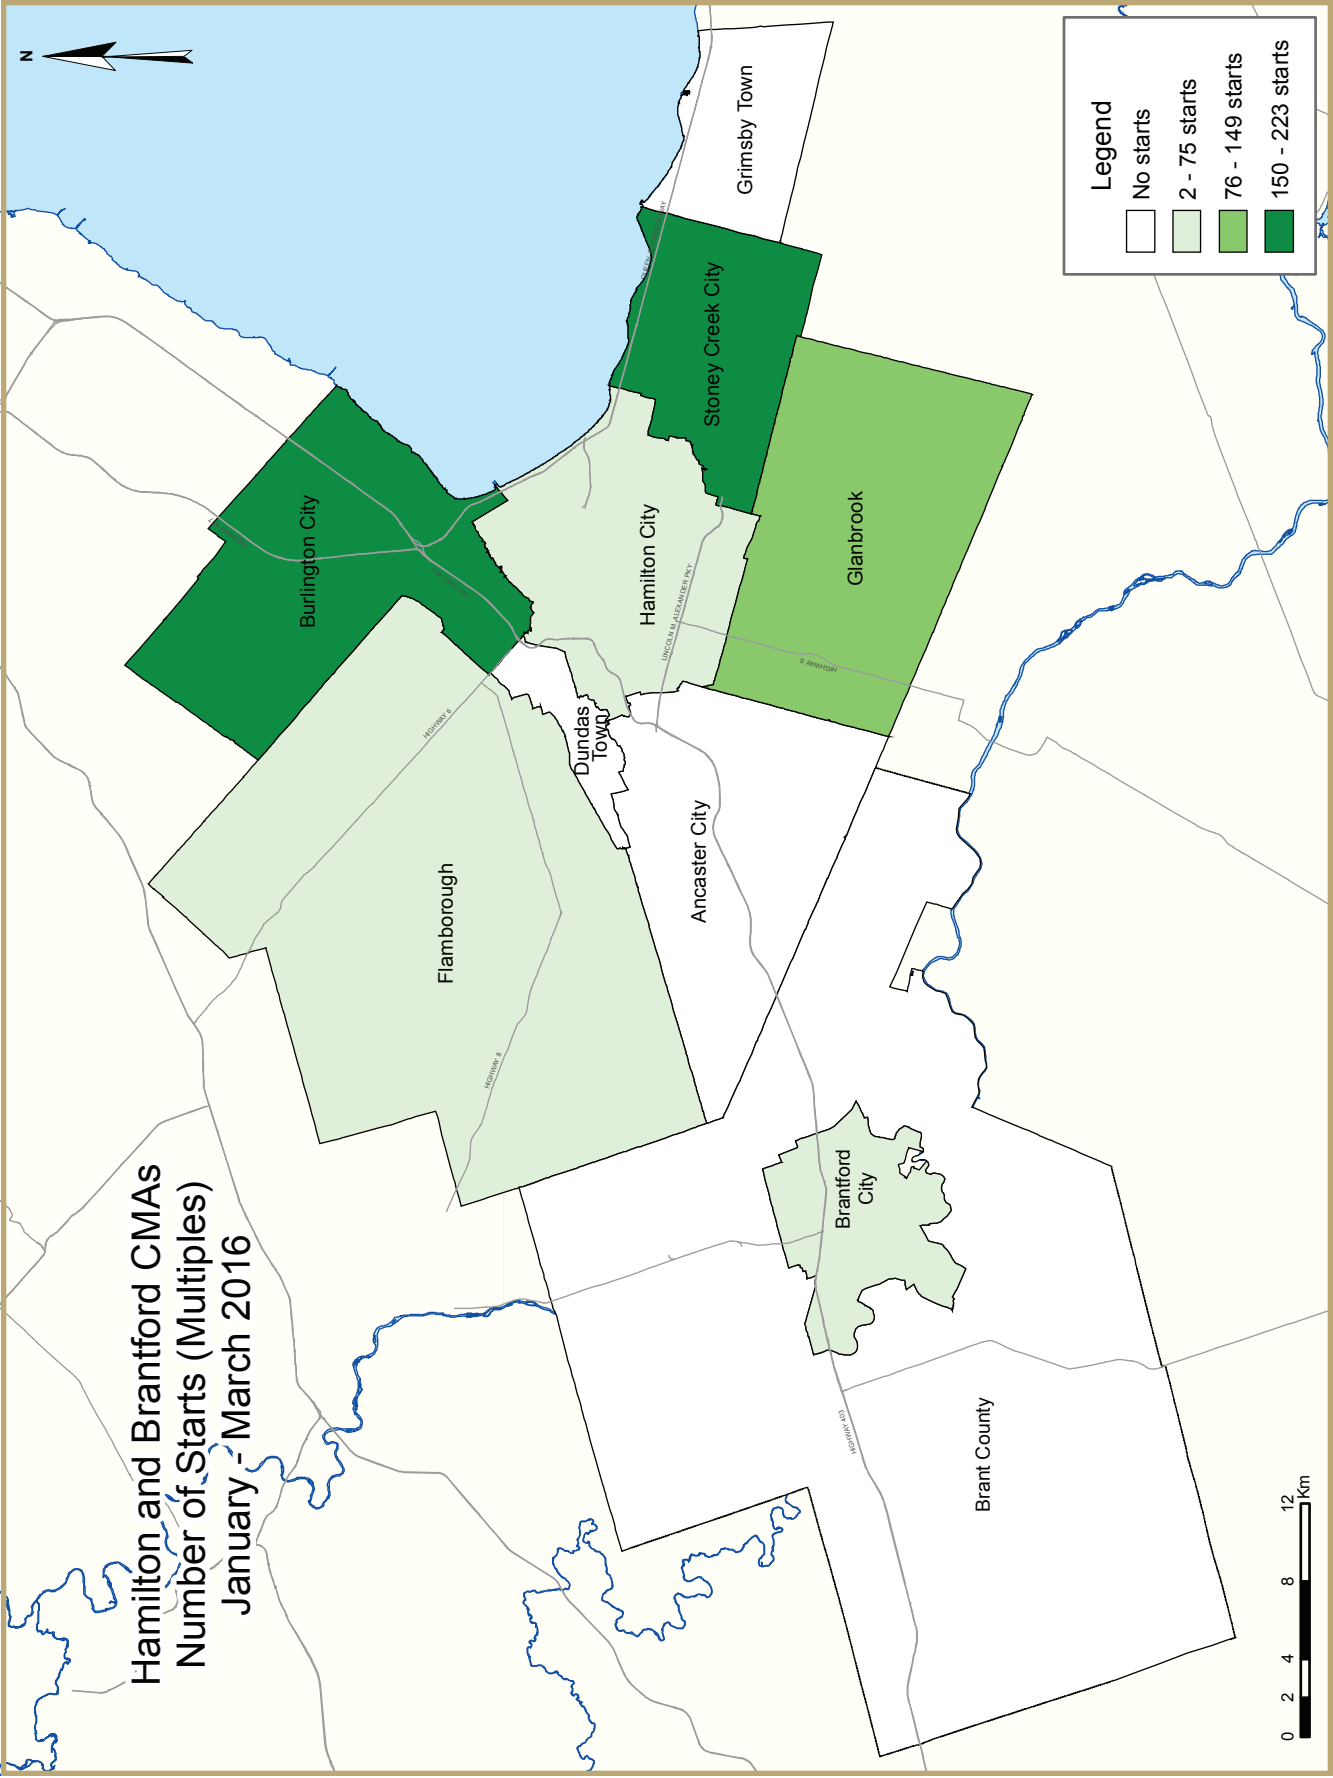 Hamilton and Brantford CMAs
Number of Starts (Multiples)
January - March 2016
N
Burlington City
Flamborough
HIGHWAY 6
HIGHWAY 8
Dundas
Town
Hamilton City
LINCOLN M. ALEXANDER PKY
Stoney Creek City
Grimsby Town
Ancaster City
Glanbrook
HIGHWAY 6
Brantford
City
HIGHWAY 403
Brant County
Legend
No starts
2 - 75 starts
76 - 149 starts
150 - 223 starts
0 2 4 8 12
Km